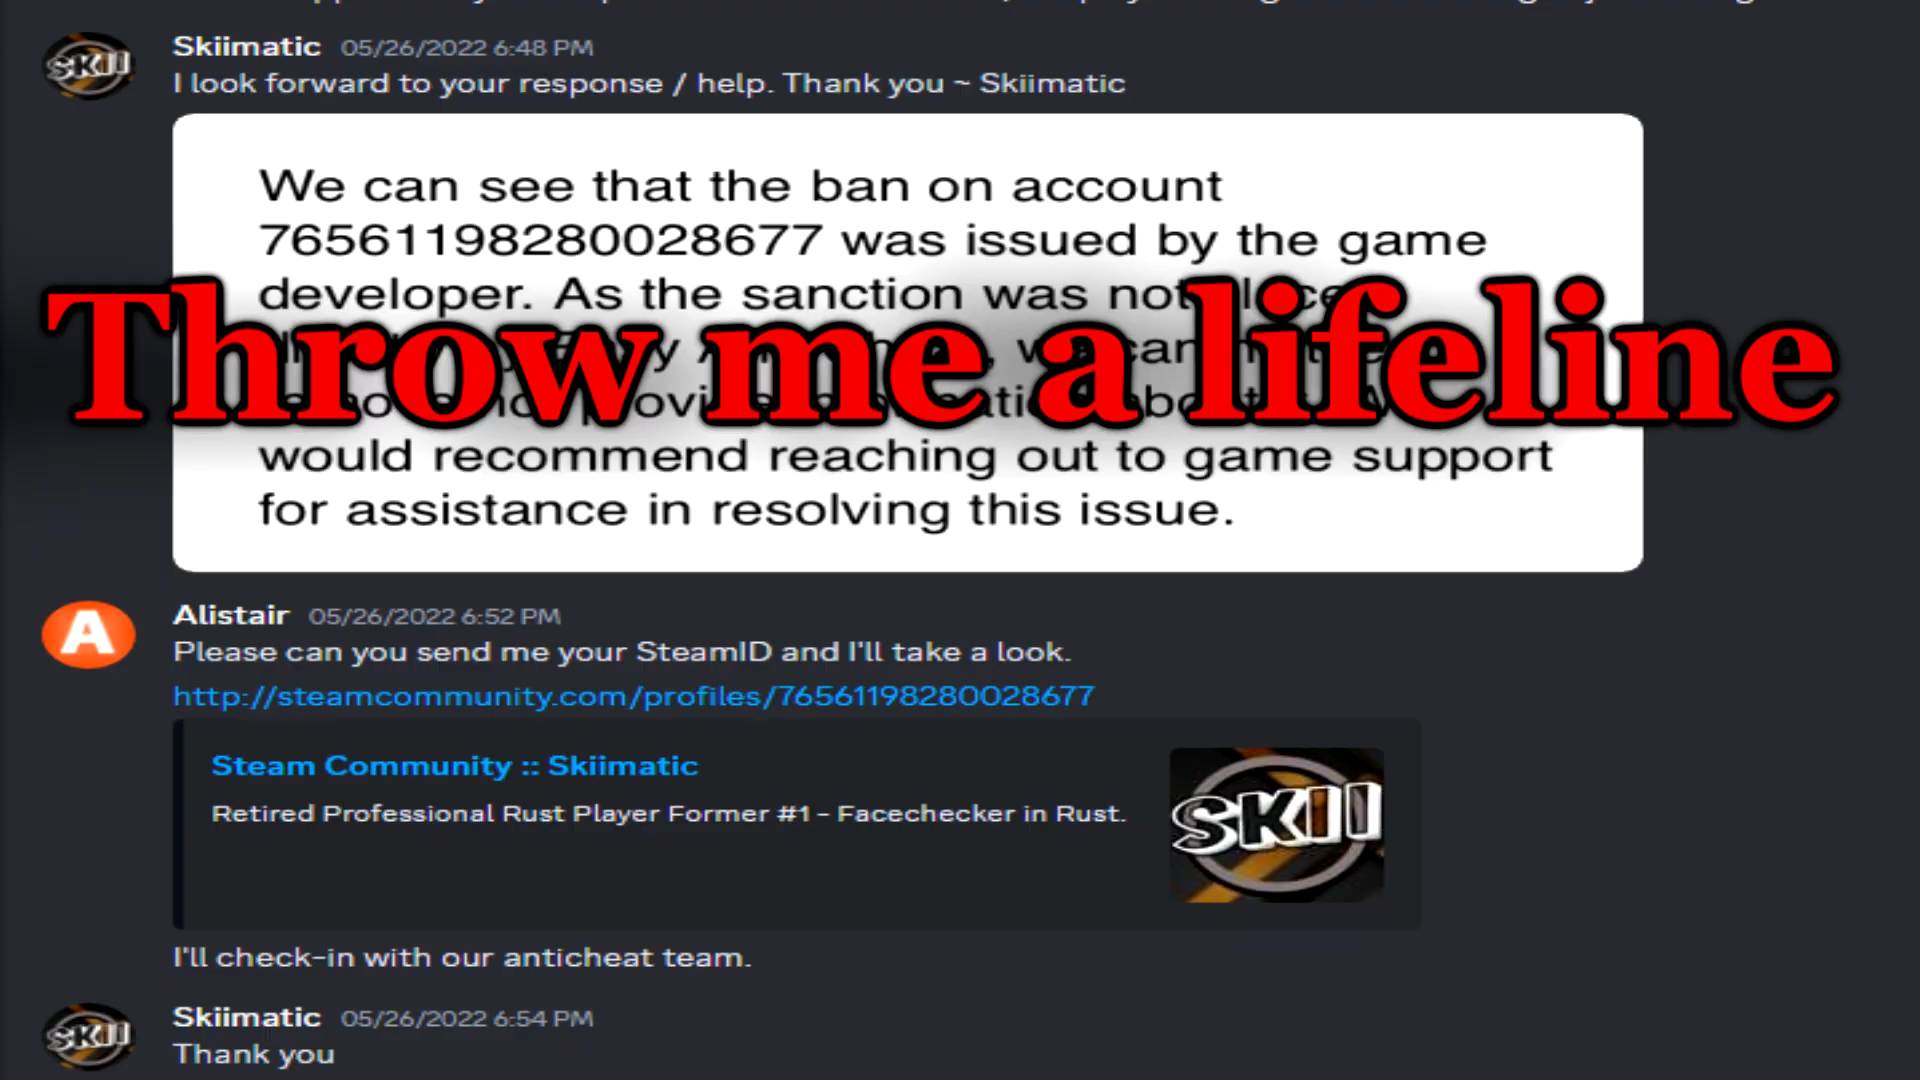 Skiimatic 05/26/2022 6:48 PM
I look forward to your response / help. Thank you ~ Skiimatic
We can see that the ban on account
76561198280028677 was issued by the game
developer. As the sanction was not
Throw me a lifeline
would recommend reaching out to game support
for assistance in resolving this issue.
A
Alistair 05/26/2022 6:52 PM
Please can you send me your SteamID and I'll take a look.
http://steamcommunity.com/profiles/76561198280028677
Steam Community :: Skiimatic
Retired Professional Rust Player Former #1 - Facechecker in Rust.
SKII
I'll check-in with our anticheat team.
SKII
Skiimatic 05/26/2022 6:54 PM
Thank you